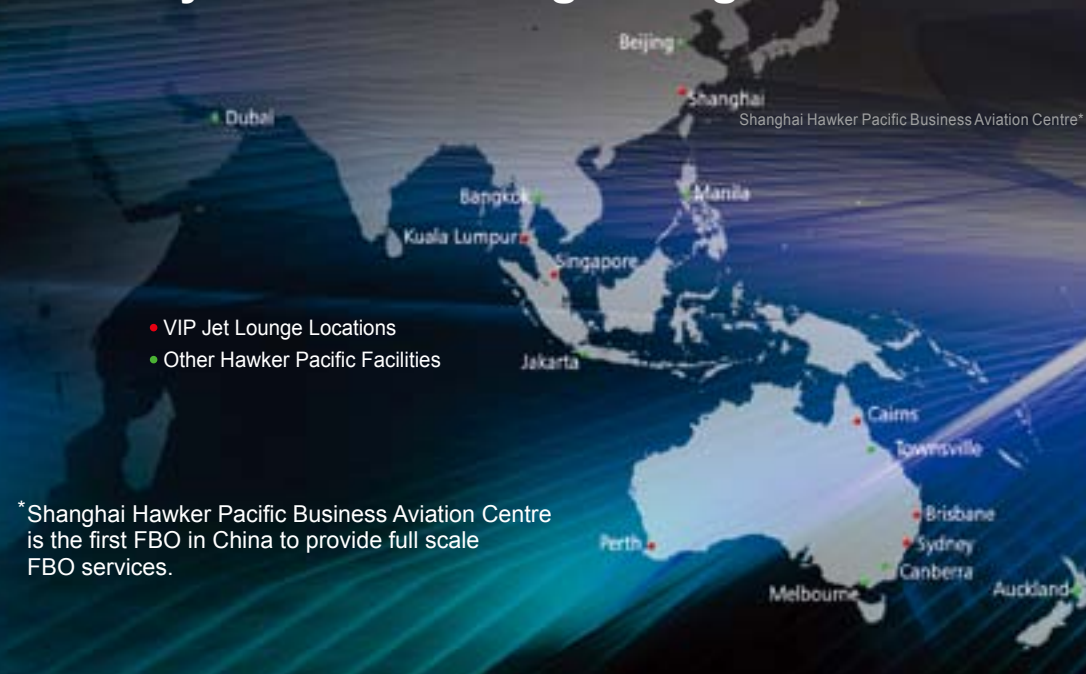 Beijing
Shanghai
Shanghai Hawker Pacific Business Aviation Centre*
Dubai
Bangkok
Manila
Kuala Lumpur
Singapore
• VIP Jet Lounge Locations
• Other Hawker Pacific Facilities
Jakarta
Cairns
Townsville
*Shanghai Hawker Pacific Business Aviation Centre
is the first FBO in China to provide full scale
FBO services.
Brisbane
Perth
Sydney
Canberra
Melbourne
Auckland